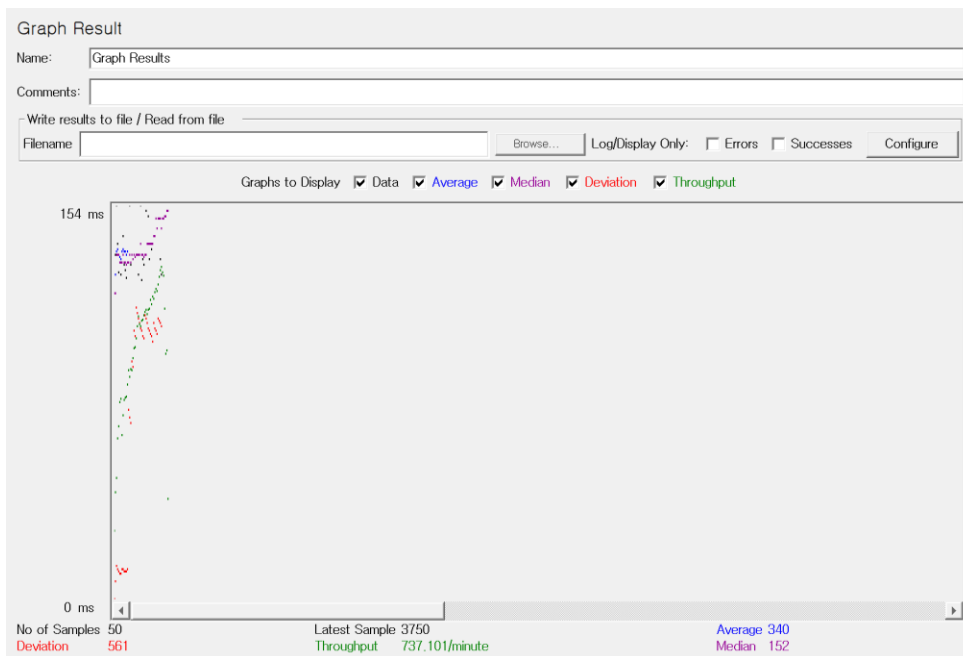 Graph Result
Name: Graph Results
Comments:
Write results to file / Read from file
Filename Browse... Log/Display Only: Errors Successes Configure
Graphs to Display Data Average Median Deviation Throughput
154 ms
0 ms
No of Samples 50 Latest Sample 3750 Average 340
Deviation 561 Throughput 737,101/minute Median 152